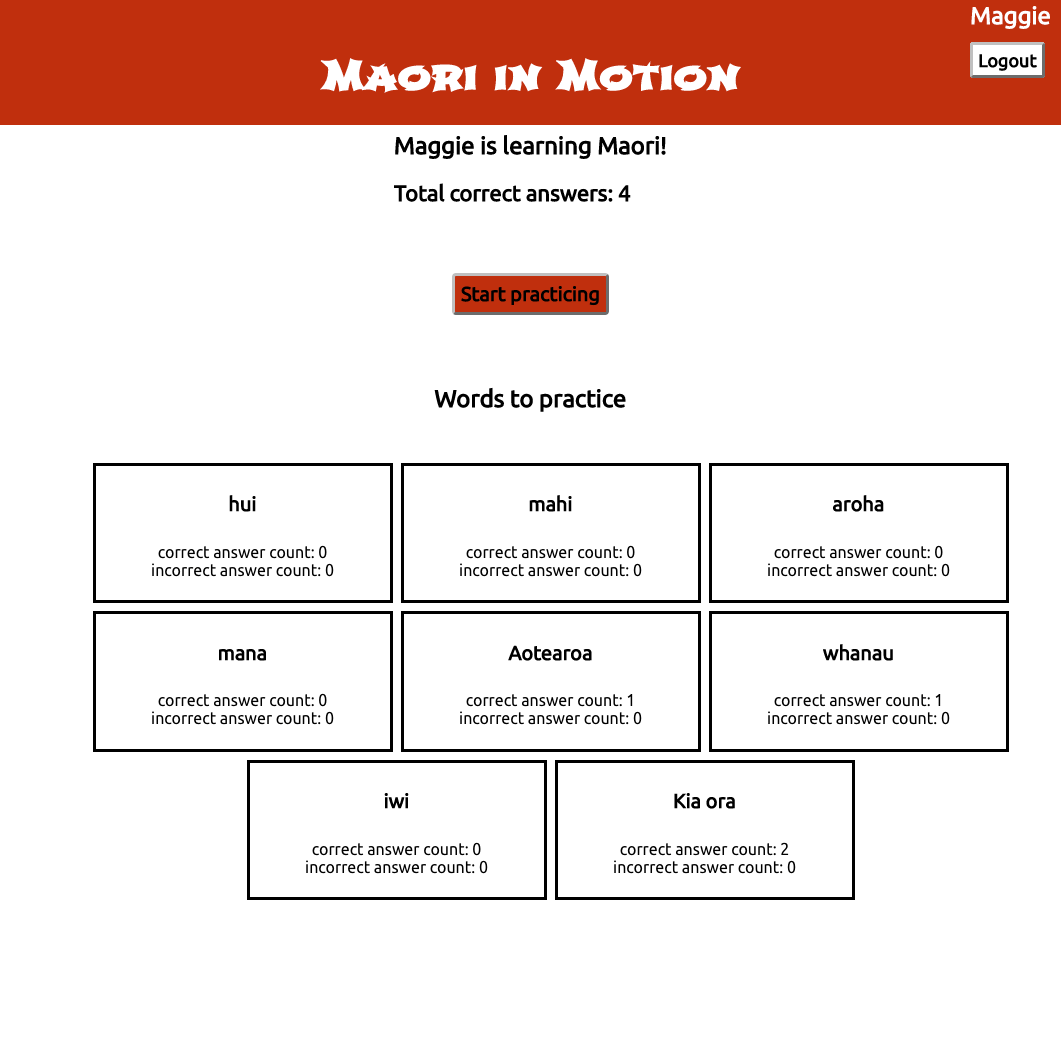 Maggie
Logout
Maori in Motion
Maggie is learning Maori!
Total correct answers: 4
Start practicing
Words to practice
hui
correct answer count: 0
incorrect answer count: 0
mahi
correct answer count: 0
incorrect answer count: 0
aroha
correct answer count: 0
incorrect answer count: 0
mana
correct answer count: 0
incorrect answer count: 0
Aotearoa
correct answer count: 1
incorrect answer count: 0
whanau
correct answer count: 1
incorrect answer count: 0
iwi
correct answer count: 0
incorrect answer count: 0
Kia ora
correct answer count: 2
incorrect answer count: 0